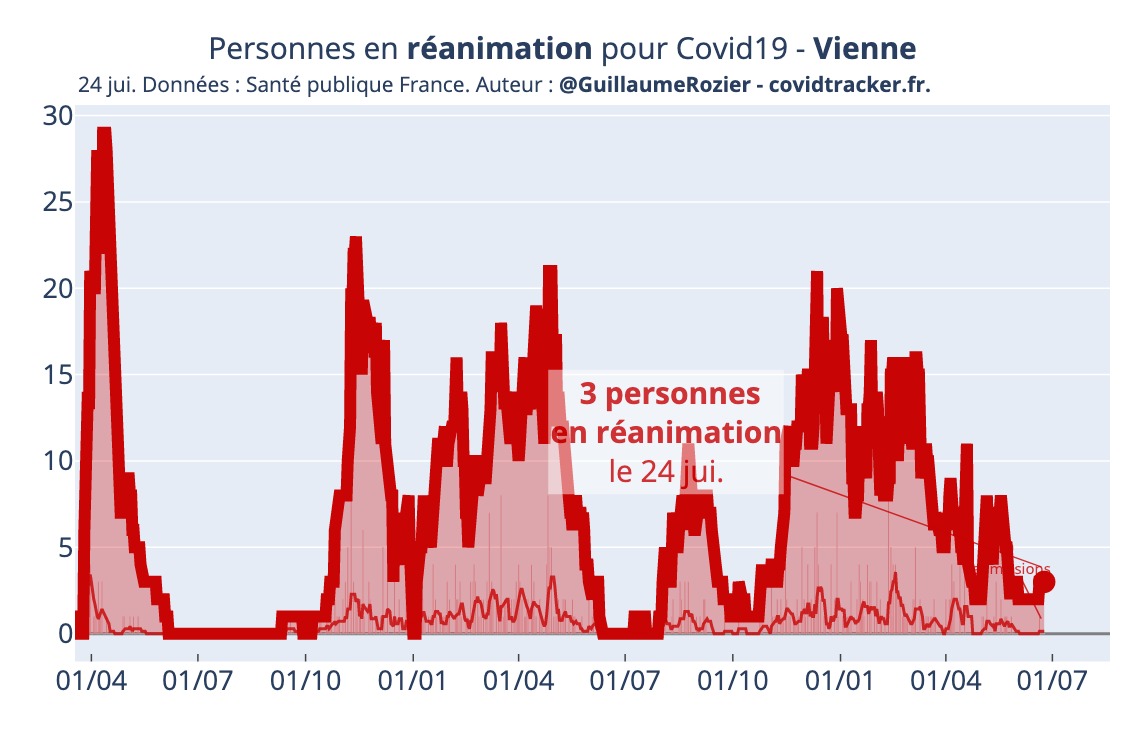 Personnes en réanimation pour Covid19 - Vienne
24 jui. Données : Santé publique France. Auteur : @GuillaumeRozier - covidtracker.fr.
30
25
20
15
10
5
0
3 personnes
en réanimation
le 24 jui.
01/04 01/07 01/10 01/01 01/04 01/07 01/10 01/01 01/04 01/07